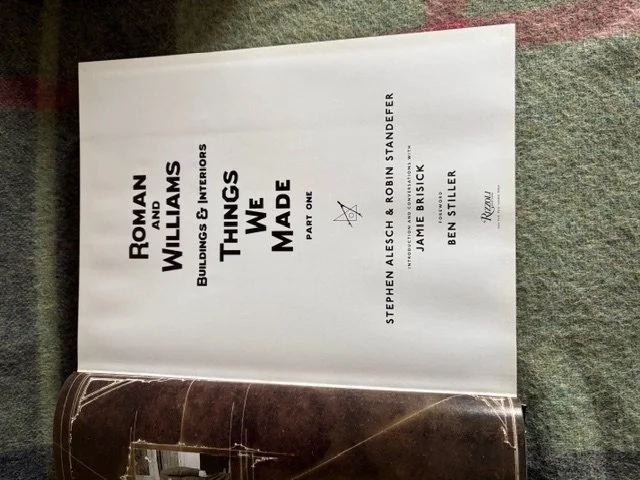 ROMAN
AND
WILLIAMS
BUILDINGS & INTERIORS
THINGS
WE
MADE
PART ONE
STEPHEN ALESCH & ROBIN STANDEFER
INTRODUCTION AND CONVERSATIONS WITH
JAMIE BRISICK
FOREWORD
BEN STILLER
RIZZOLI